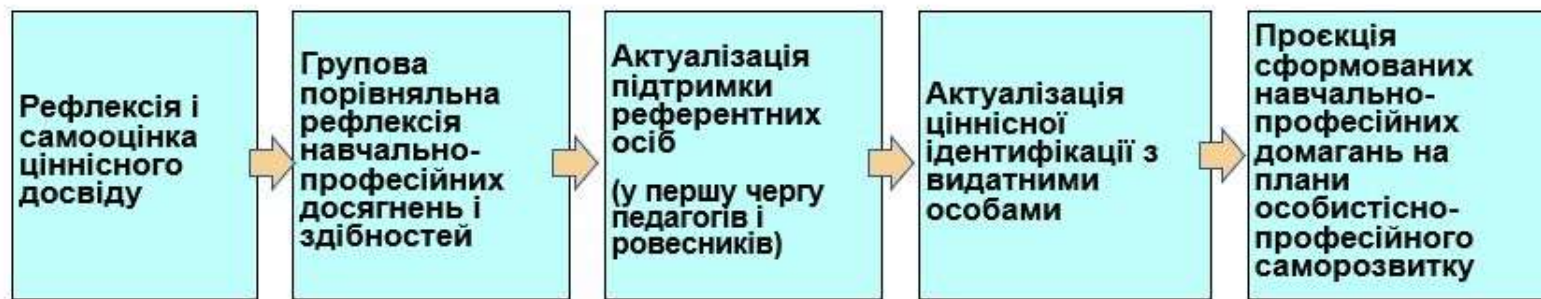 Рефлексія і
самооцінка
ціннісного
досвіду
Групова
порівняльна
рефлексія
навчально-
професійних
досягнень і
здібностей
Актуалізація
підтримки
референтних
осіб
(у першу чергу
педагогів і
ровесників)
Актуалізація
ціннісної
ідентифікації з
видатними
особами
Проєкція
сформованих
навчально-
професійних
домагань на
плани
особистісно-
професійного
саморозвитку